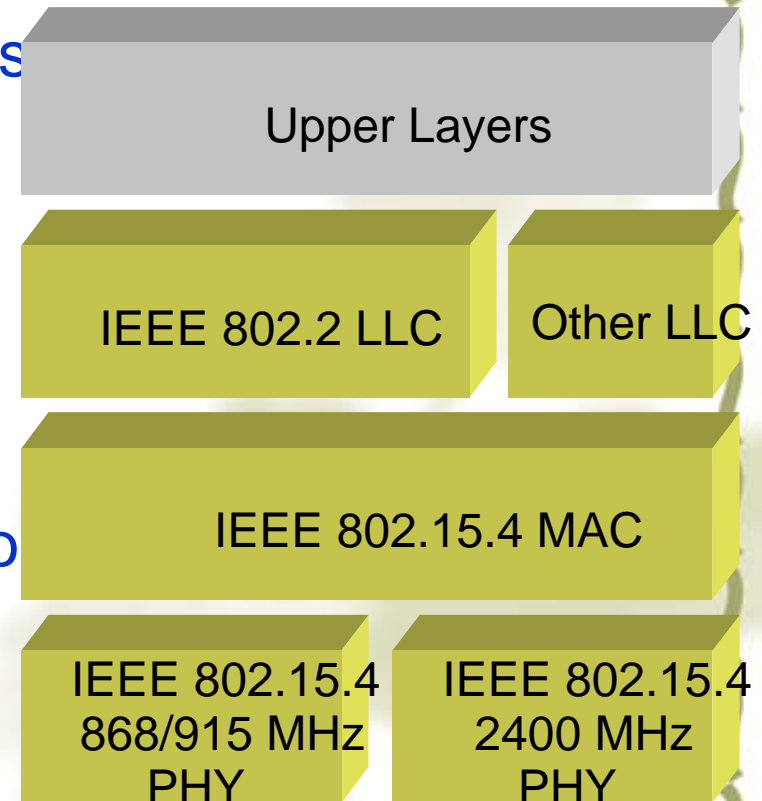 s
Upper Layers
IEEE 802.2 LLC
Other LLC
IEEE 802.15.4 MAC
o
IEEE 802.15.4
868/915 MHz
PHY
IEEE 802.15.4
2400 MHz
PHY